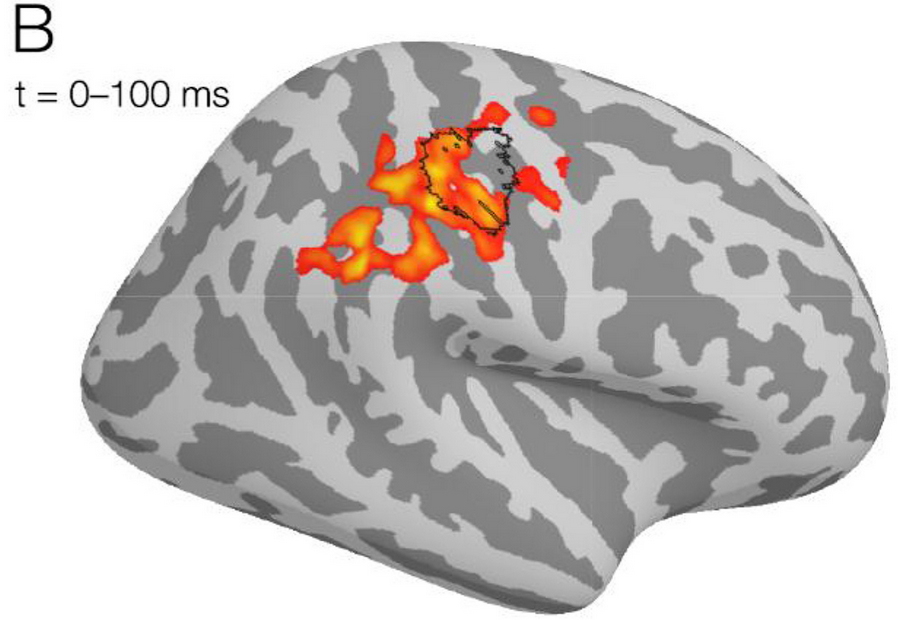 B
t = 0–100 ms